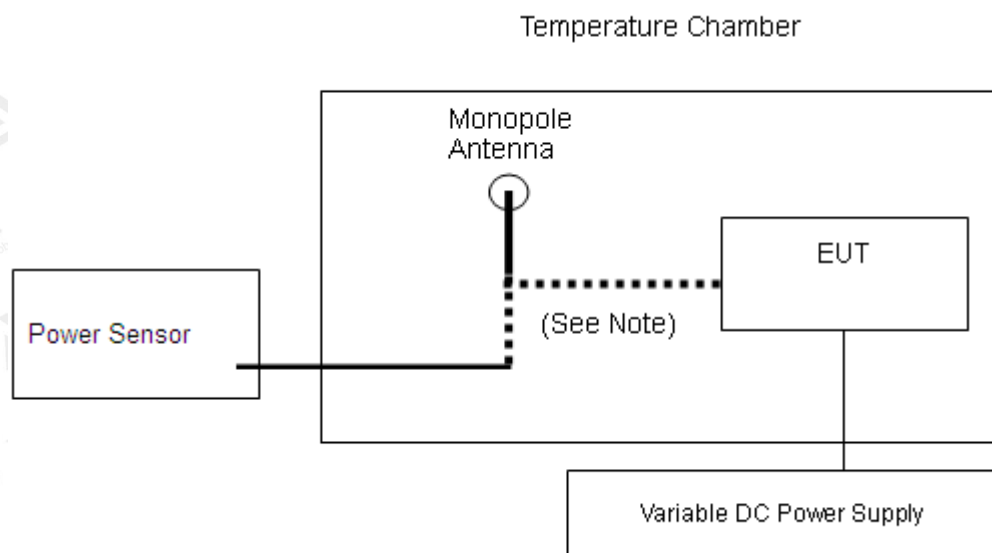 Temperature Chamber
Monopole
Antenna
EUT
(See Note)
Power Sensor
Variable DC Power Supply